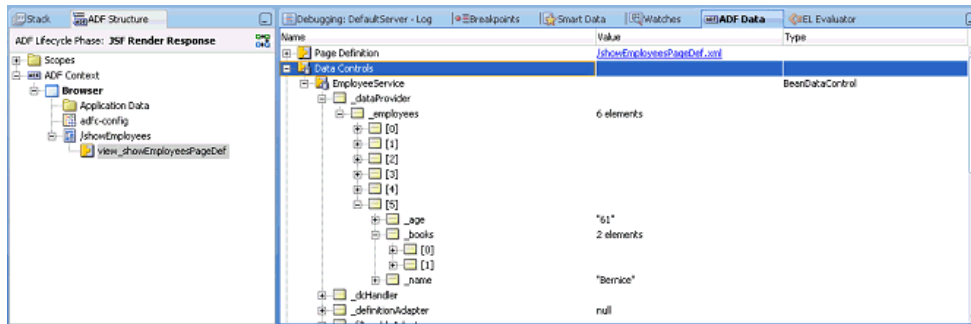 Stack ADF Structure
ADF Lifecycle Phase: JSF Render Response
Scopes
ADF Context
Browser
Application Data
adfc-config
/showEmployees
view_showEmployeesPageDef
Debugging: DefaultServer - Log Breakpoints Smart Data Watches ADF Data EL Evaluator
Name Value Type
Page Definition /showEmployeesPageDef.xml
Data Controls
EmployeeService BeanDataControl
_dataProvider
_employees 6 elements
[0]
[1]
[2]
[3]
[4]
[5]
_age "61"
_books 2 elements
[0]
[1]
_name "Bernice"
_dcHandler
_definitionAdapter null